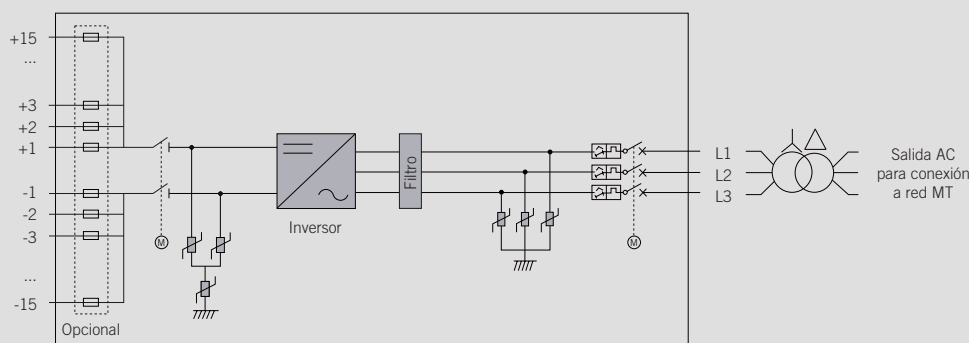 +15
...
+3
+2
+1
-1
-2
-3
...
-15
Opcional
M
Inversor
Filtro
M
L1
L2
L3
Salida AC
para conexión
a red MT